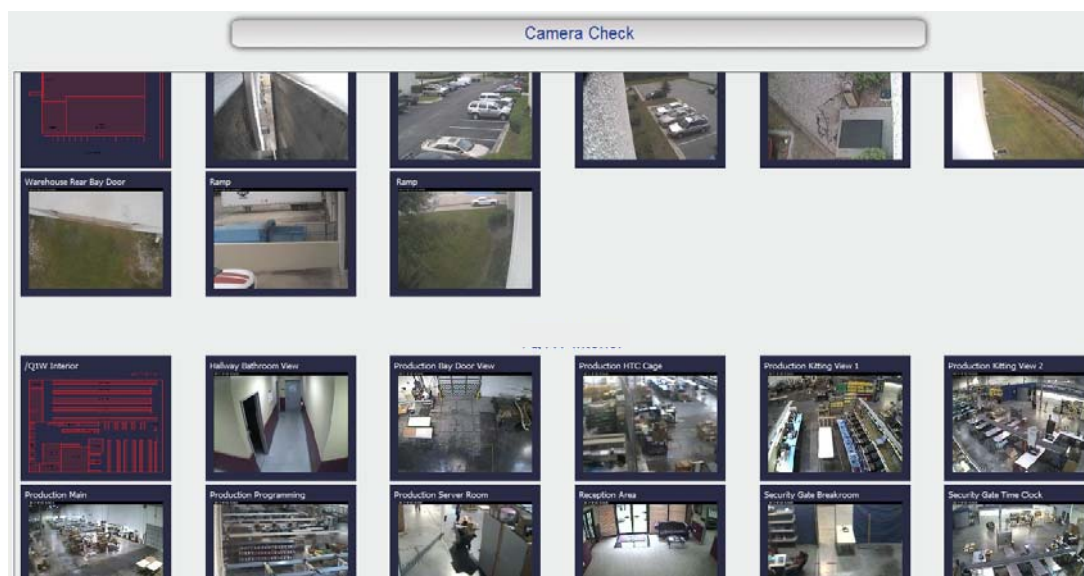 Camera Check
Warehouse Rear Bay Door
Ramp
Ramp
/Q1W Interior
Hallway Bathroom View
Production Bay Door View
Production HTC Cage
Production Kitting View 1
Production Kitting View 2
Production Main
Production Programming
Production Server Room
Reception Area
Security Gate Breakroom
Security Gate Time Clock